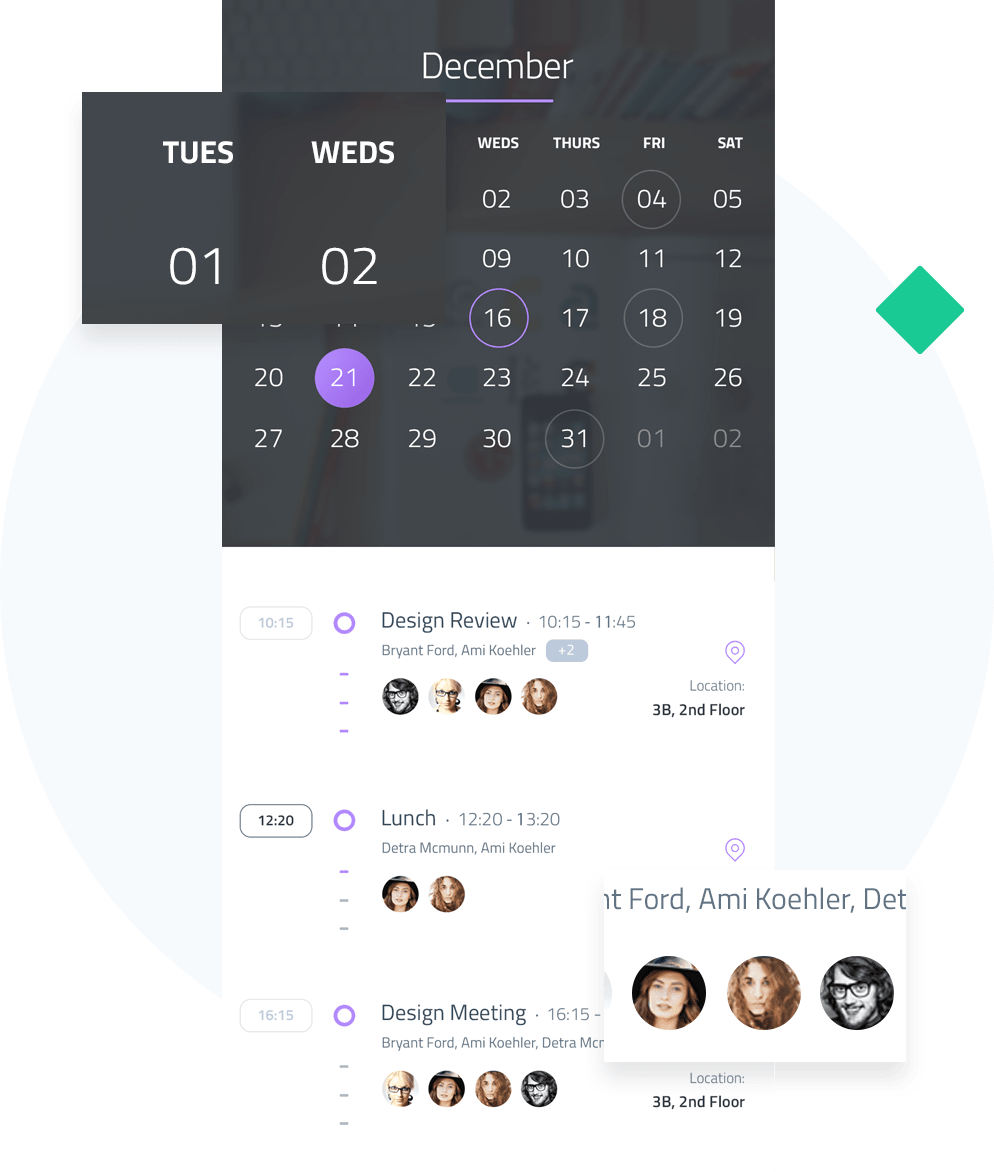 December
TUES WEDS
WEDS THURS FRI SAT
02 03 04 05
01 02
09 10 11 12
16 17 18 19
20 21 22 23 24 25 26
27 28 29 30 31 01 02
10:15 Design Review · 10:15 - 11:45
Bryant Ford, Ami Koehler +2
Location:
3B, 2nd Floor
12:20 Lunch · 12:20 - 13:20
Detra Mcmunn, Ami Koehler
Ford, Ami Koehler,
16:15 Design Meeting · 16:15 -
Bryant Ford, Ami Koehler, Detra
Location:
3B, 2nd Floor